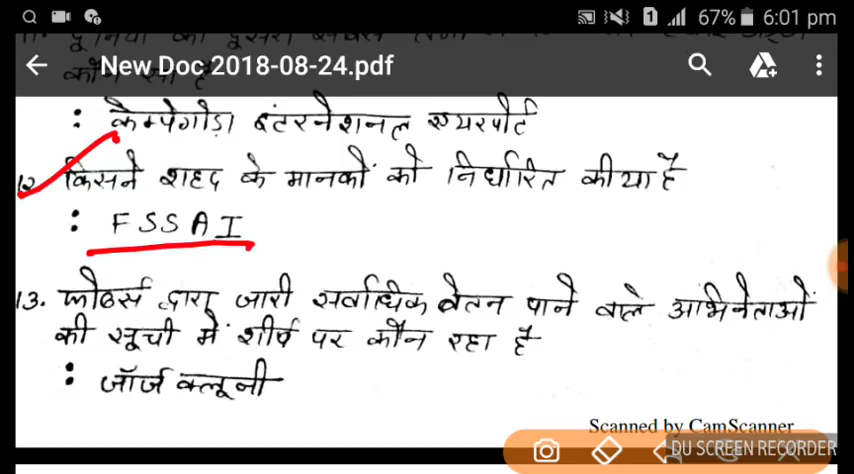 67% 6:01 pm
New Doc 2018-08-24.pdf
: कैम्पेगोड़ा इंटरनेशनल एयरपोर्ट
12 किसने शहद के मानकों को निर्धारित कीया है
: FSSAI
13. फोर्ब्स द्वारा जारी सर्वाधिक वेतन पाने वाले अभिनेताओं
की सूची में शीर्ष पर कौन रहा है
: जॉर्ज क्लूनी
Scanned by CamScanner
DU SCREEN RECORDER